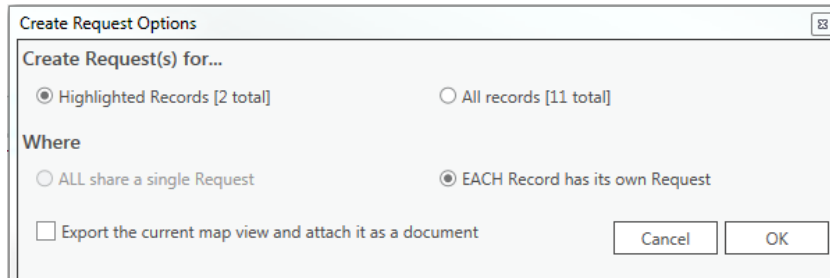 Create Request Options
Create Request(s) for...
Highlighted Records [2 total] All records [11 total]
Where
ALL share a single Request EACH Record has its own Request
Export the current map view and attach it as a document
Cancel OK